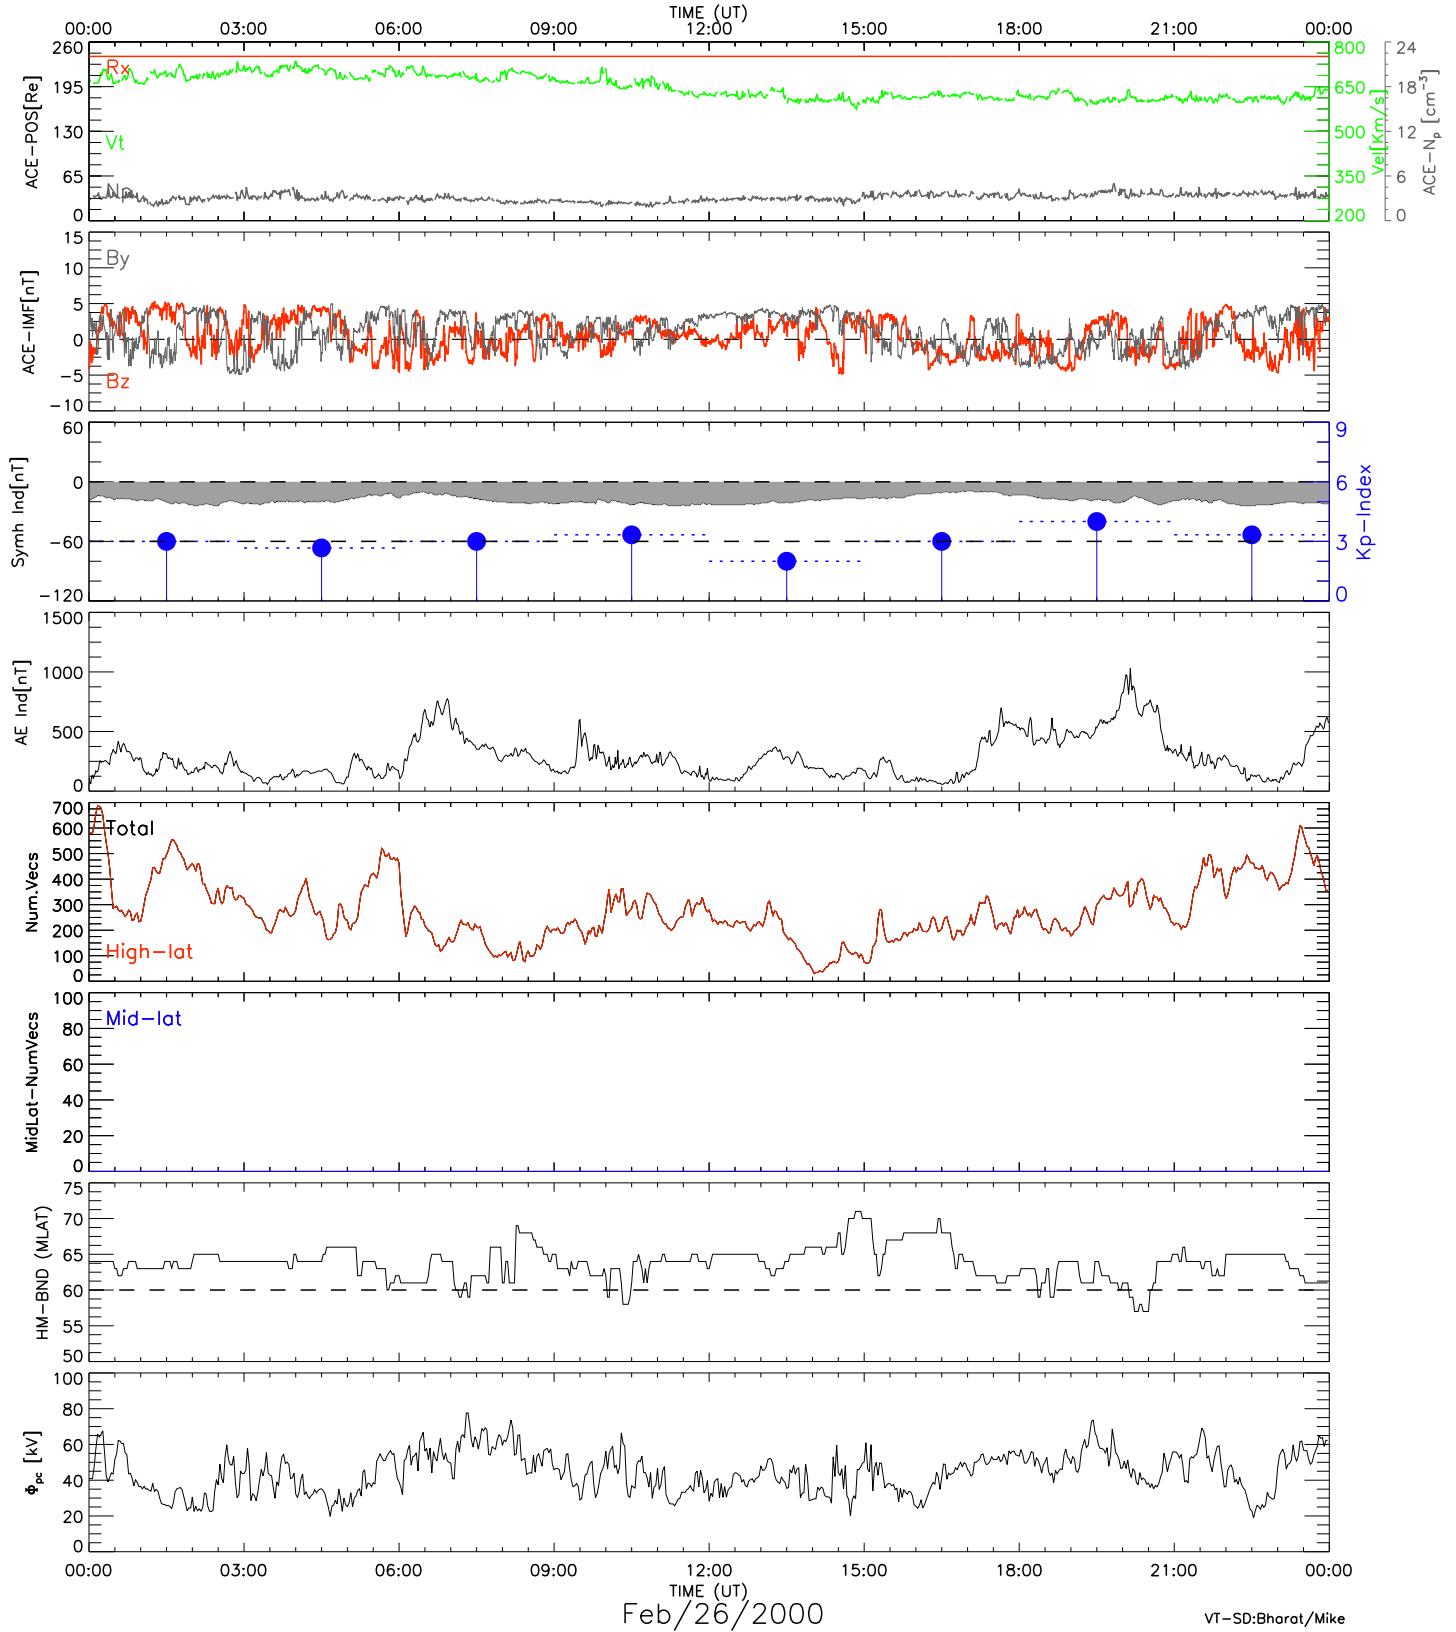 TIME (UT)
00:00 03:00 06:00 09:00 12:00 15:00 18:00 21:00 00:00
260 195 130 65 0
ACE-POS[Re]
Rx
Vt
Np
800 650 500 350 200
Vel[Km/s]
24 18 12 6 0
ACE-Np [cm-3]
15 10 5 0 -5 -10
ACE-IMF[nT]
By
Bz
60 0 -60 -120
Symh Ind[nT]
9 6 3 0
Kp-Index
1500 1000 500 0
AE Ind[nT]
700 600 500 400 300 200 100 0
Num.Vecs
Total
High-lat
100 80 60 40 20 0
MidLat-NumVecs
Mid-lat
75 70 65 60 55 50
HM-BND (MLAT)
100 80 60 40 20 0
Φpc [kV]
00:00 03:00 06:00 09:00 12:00 15:00 18:00 21:00 00:00
TIME (UT)
Feb/26/2000
VT-SD:Bharat/Mike